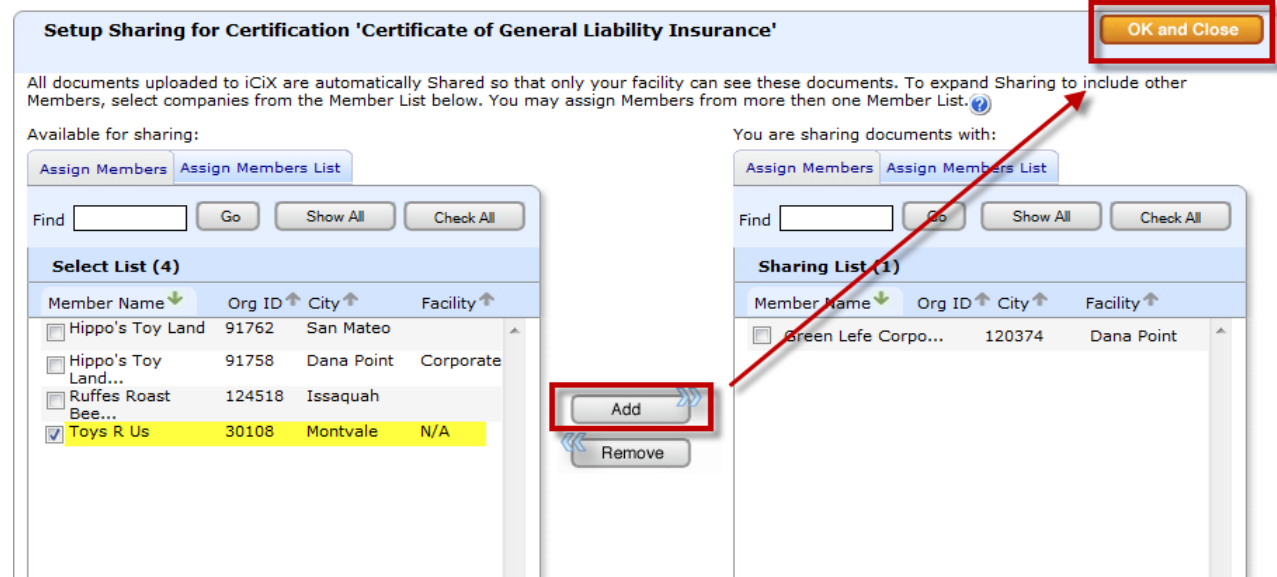 Setup Sharing for Certification 'Certificate of General Liability Insurance'
OK and Close
All documents uploaded to iCiX are automatically Shared so that only your facility can see these documents. To expand Sharing to include other
Members, select companies from the Member List below. You may assign Members from more then one Member List.
Available for sharing:
Assign Members Assign Members List
Find Go Show All Check All
Select List (4)
Member Name Org ID City Facility
Hippo's Toy Land 91762 San Mateo
Hippo's Toy 91758 Dana Point Corporate
Land...
Ruffes Roast 124518 Issaquah
Bee...
Toys R Us 30108 Montvale N/A
Add
Remove
You are sharing documents with:
Assign Members Assign Members List
Find Go Show All Check All
Sharing List (1)
Member Name Org ID City Facility
Green Lefe Corpo... 120374 Dana Point